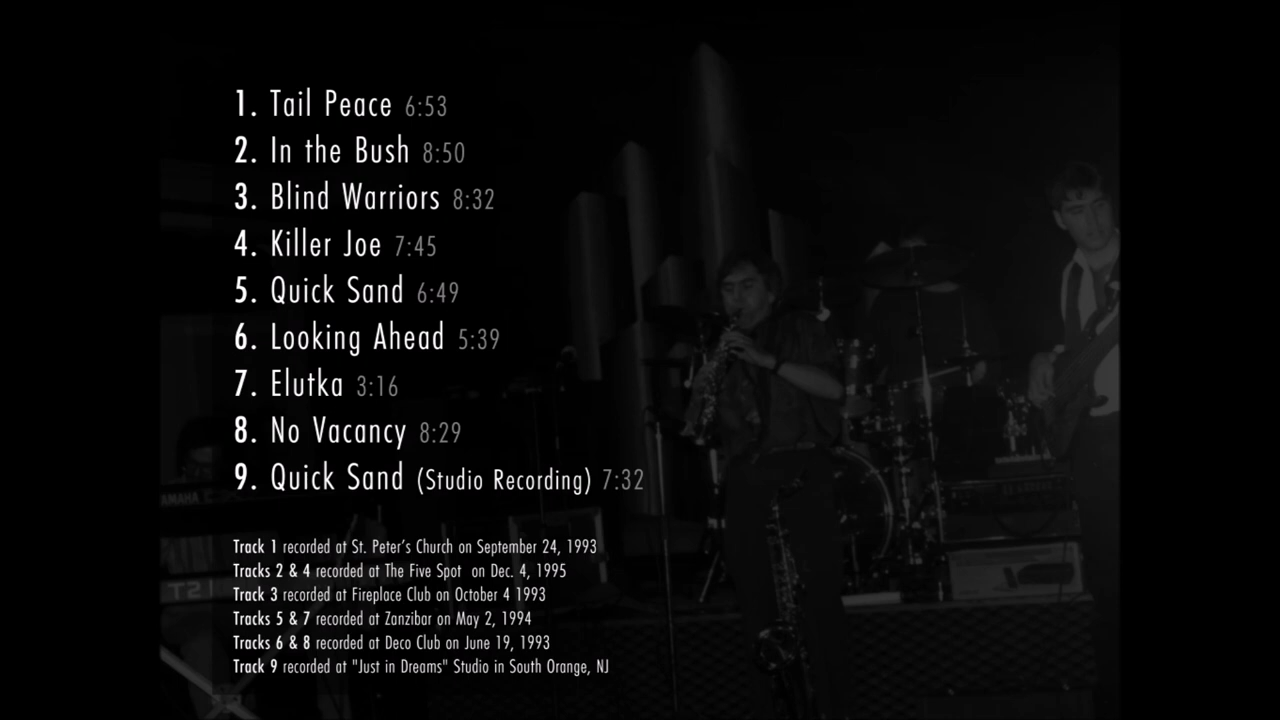 1. Tail Peace 6:53
2. In the Bush 8:50
3. Blind Warriors 8:32
4. Killer Joe 7:45
5. Quick Sand 6:49
6. Looking Ahead 5:39
7. Elutka 3:16
8. No Vacancy 8:29
9. Quick Sand (Studio Recording) 7:32
YAMAHA
T2
Track 1 recorded at St. Peter's Church on September 24, 1993
Tracks 2 & 4 recorded at The Five Spot on Dec. 4, 1995
Track 3 recorded at Fireplace Club on October 4 1993
Tracks 5 & 7 recorded at Zanzibar on May 2, 1994
Tracks 6 & 8 recorded at Deco Club on June 19, 1993
Track 9 recorded at "Just in Dreams" Studio in South Orange, NJ